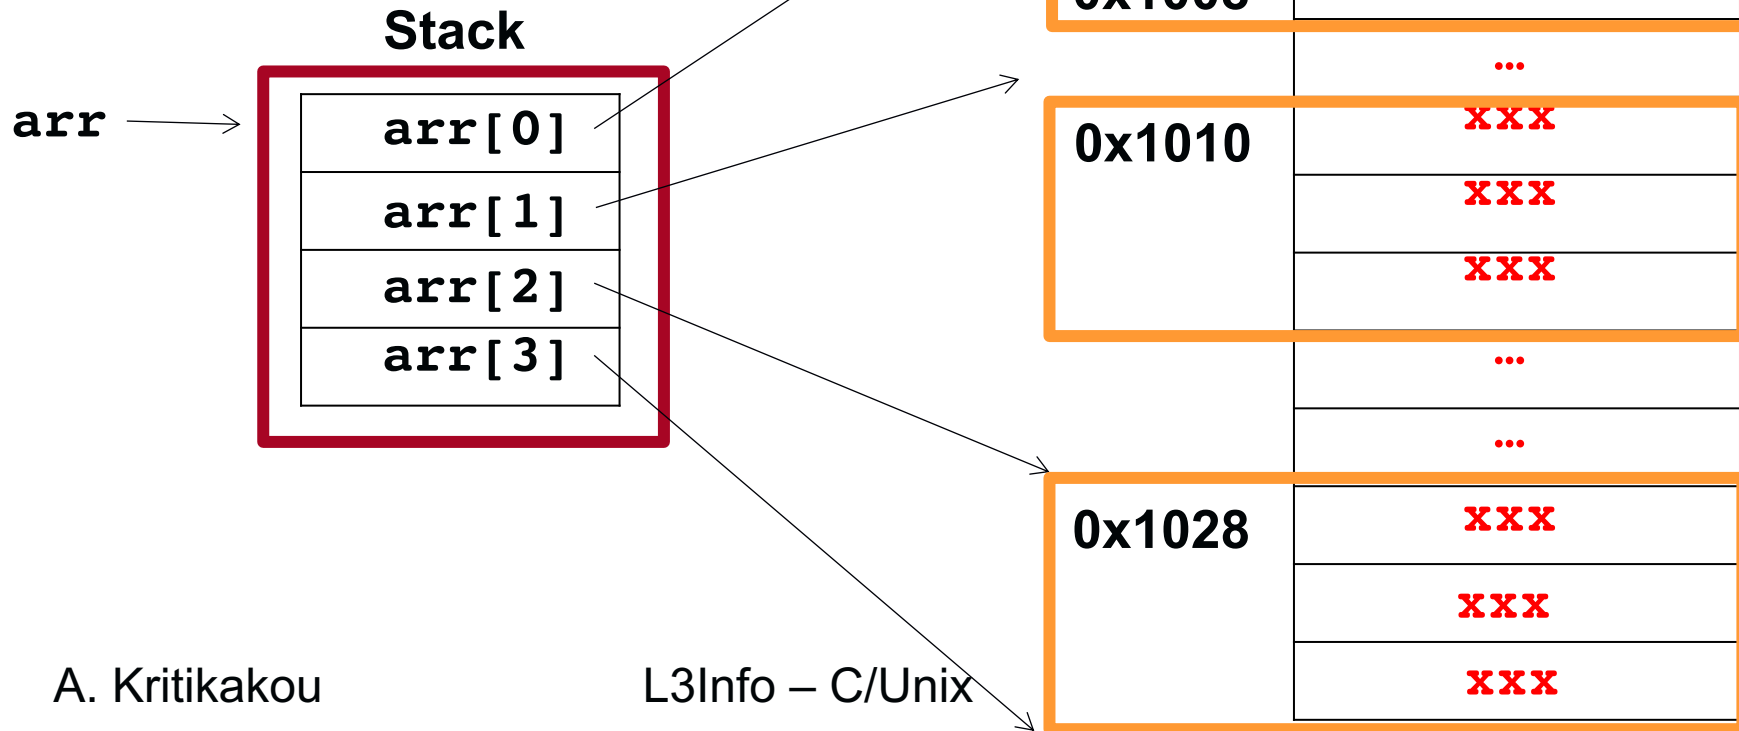 0x1008
Stack
…
arr
arr[0]
xxx
0x1010
arr[1]
xxx
arr[2]
xxx
arr[3]
…
…
0x1028
xxx
xxx
A. Kritikakou
L3Info – C/Unix
xxx